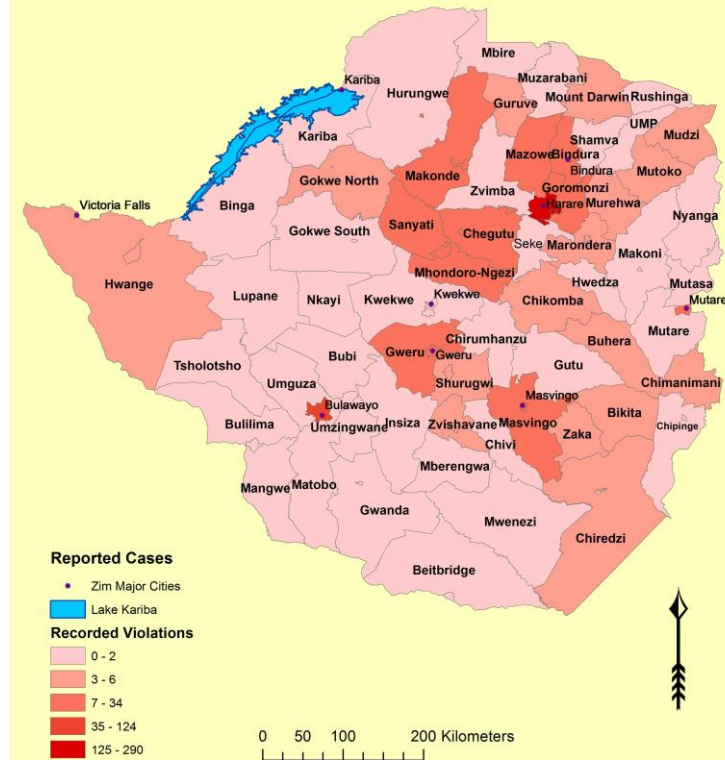 Kariba
Mbire
Muzarabani
Hurungwe
Guruve
Mount Darwin
Rushinga
UMP
Kariba
Shamva
Mudzi
Mazowe
Bindura
Bindura
Makonde
Mutoko
Gokwe North
Zvimba
Goromonzi
Murehwa
Harare
Victoria Falls
Binga
Sanyati
Chegutu
Nyanga
Gokwe South
Seke
Marondera
Makoni
Hwange
Mhondoro-Ngezi
Hwedza
Mutasa
Lupane
Nkayi
Kwekwe
Kwekwe
Chikomba
Mutare
Mutare
Chirumhanzu
Buhera
Tsholotsho
Bubi
Gweru
Gweru
Gutu
Umguza
Shurugwi
Chimanimani
Bulawayo
Masvingo
Bikita
Bulilima
Umzingwane
Insiza
Zvishavane
Masvingo
Zaka
Chipinge
Chivi
Mberengwa
Mangwe
Matobo
Gwanda
Mwenezi
Chiredzi
Beitbridge
Reported Cases
Zim Major Cities
Lake Kariba
Recorded Violations
0 - 2
3 - 6
7 - 34
35 - 124
125 - 290
0 50 100 200 Kilometers